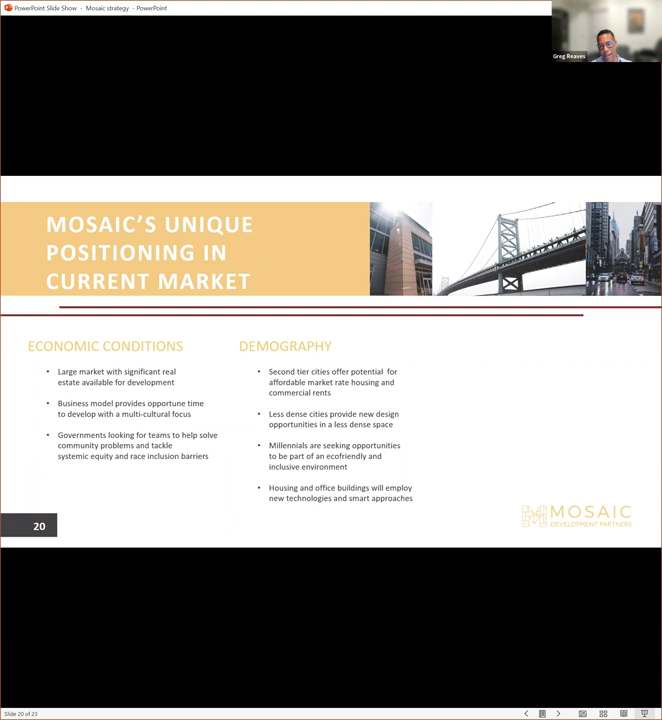 PowerPoint Slide Show - Mosaic strategy - PowerPoint
Greg Reaves
MOSAIC’S UNIQUE
POSITIONING IN
CURRENT MARKET
ECONOMIC CONDITIONS
• Large market with significant real
estate available for development
• Business model provides opportune time
to develop with a multi-cultural focus
• Governments looking for teams to help solve
community problems and tackle
systemic equity and race inclusion barriers
DEMOGRAPHY
• Second tier cities offer potential for
affordable market rate housing and
commercial rents
• Less dense cities provide new design
opportunities in a less dense space
• Millennials are seeking opportunities
to be part of an ecofriendly and
inclusive environment
• Housing and office buildings will employ
new technologies and smart approaches
20
MOSAIC
DEVELOPMENT PARTNERS
Slide 20 of 23